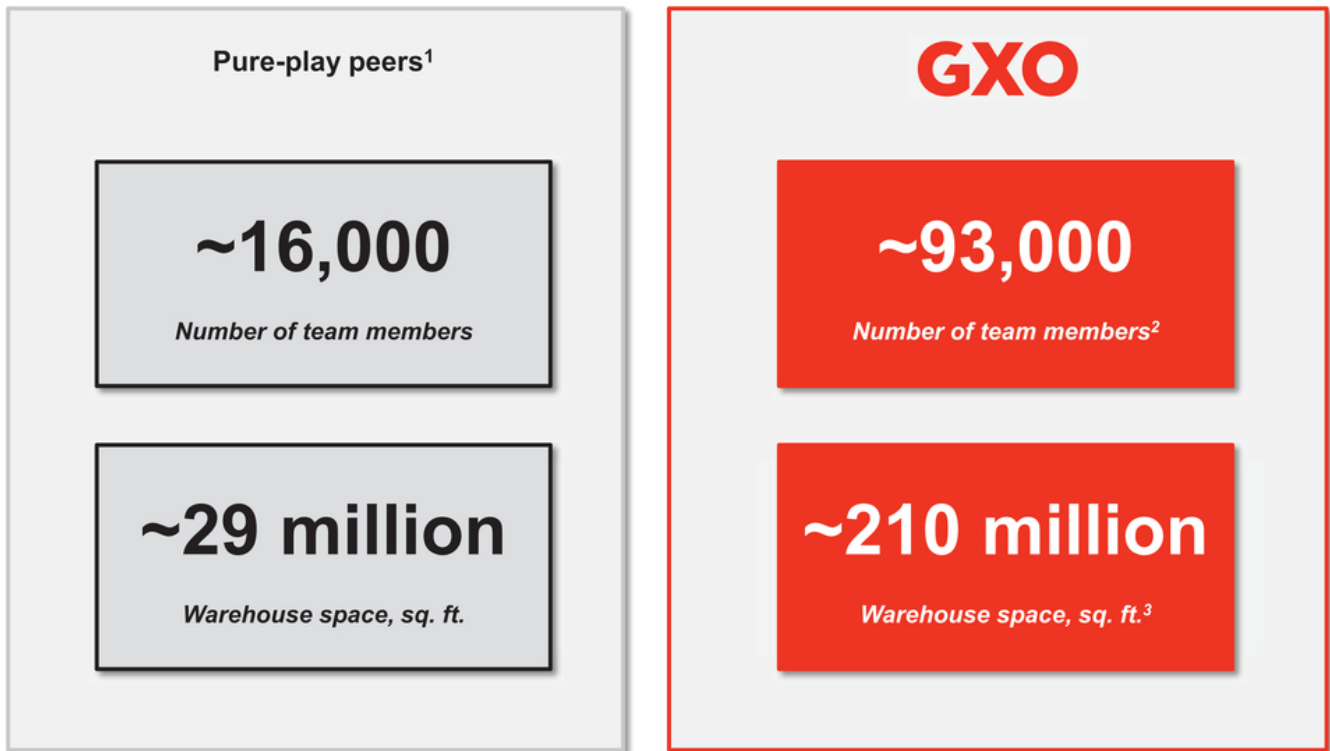 Pure-play peers¹
~16,000
Number of team members
~29 million
Warehouse space, sq. ft.
GXO
~93,000
Number of team members²
~210 million
Warehouse space, sq. ft.³